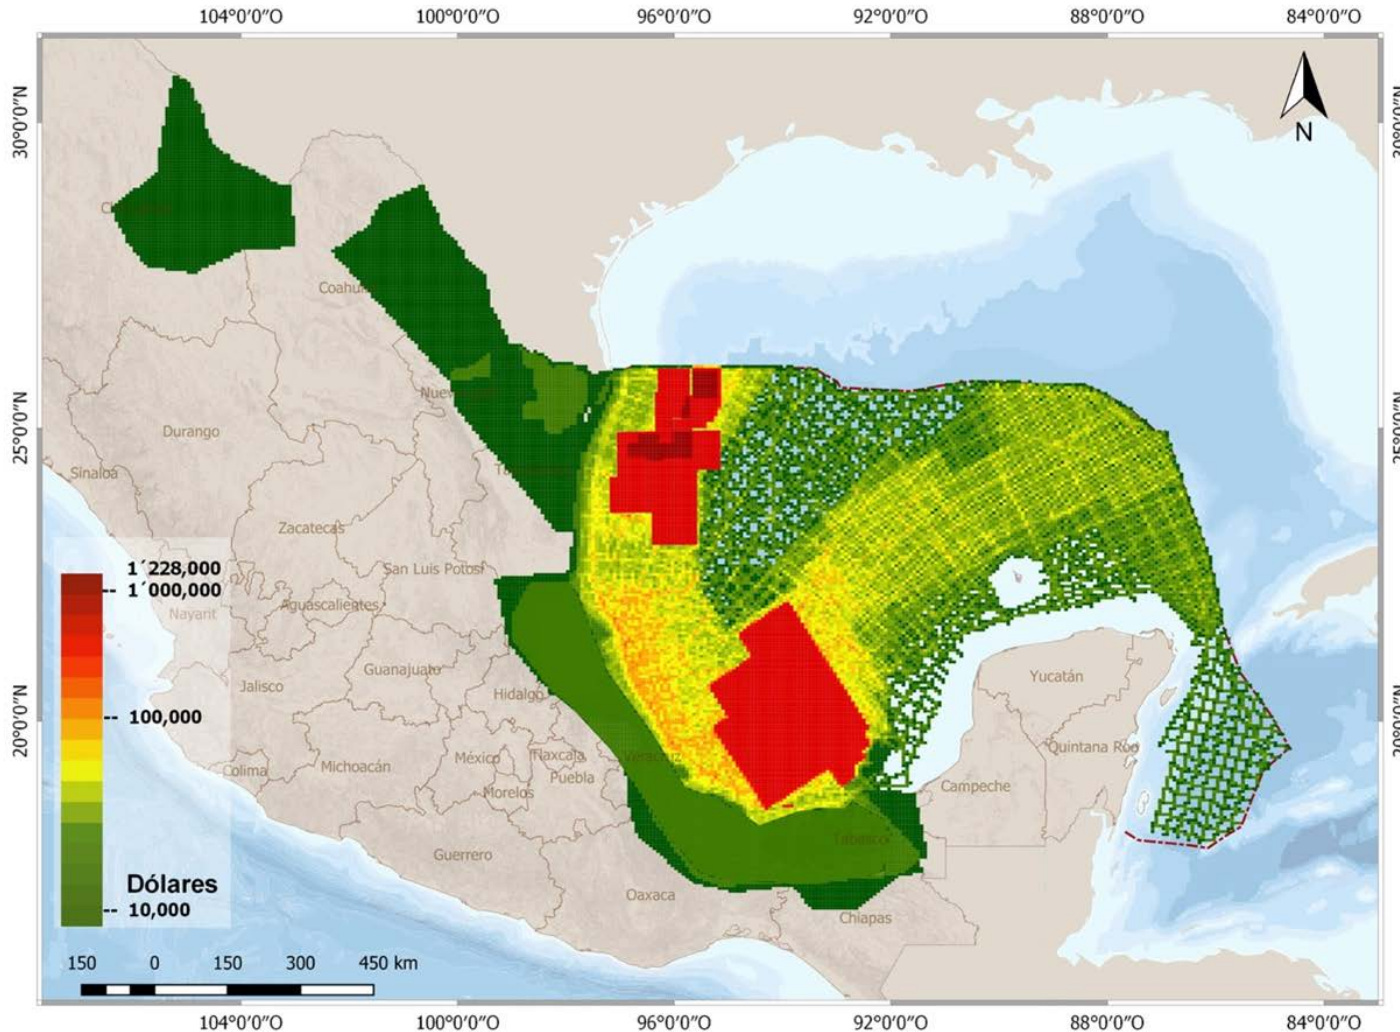 104°0'0"O 100°0'0"O 96°0'0"O 92°0'0"O 88°0'0"O 84°0'0"O
30°0'0"N
N
Coahui
Nuev
25°0'0"N
Durango
Sinaloa
Zacatecas
San Luis Potosí
1´228,000
1´000,000
Nayarit
Aguascalientes
Guanajuato
Yucatán
Jalisco
Hidalgo
100,000
20°0'0"N
Quintana Roo
Veracruz
Tlaxcala
México
Michoacán
Colima
Puebla
Campeche
Morelos
Tabasco
Guerrero
Dólares
Oaxaca
10,000
Chiapas
150 0 150 300 450 km
104°0'0"O 100°0'0"O 96°0'0"O 92°0'0"O 88°0'0"O 84°0'0"O